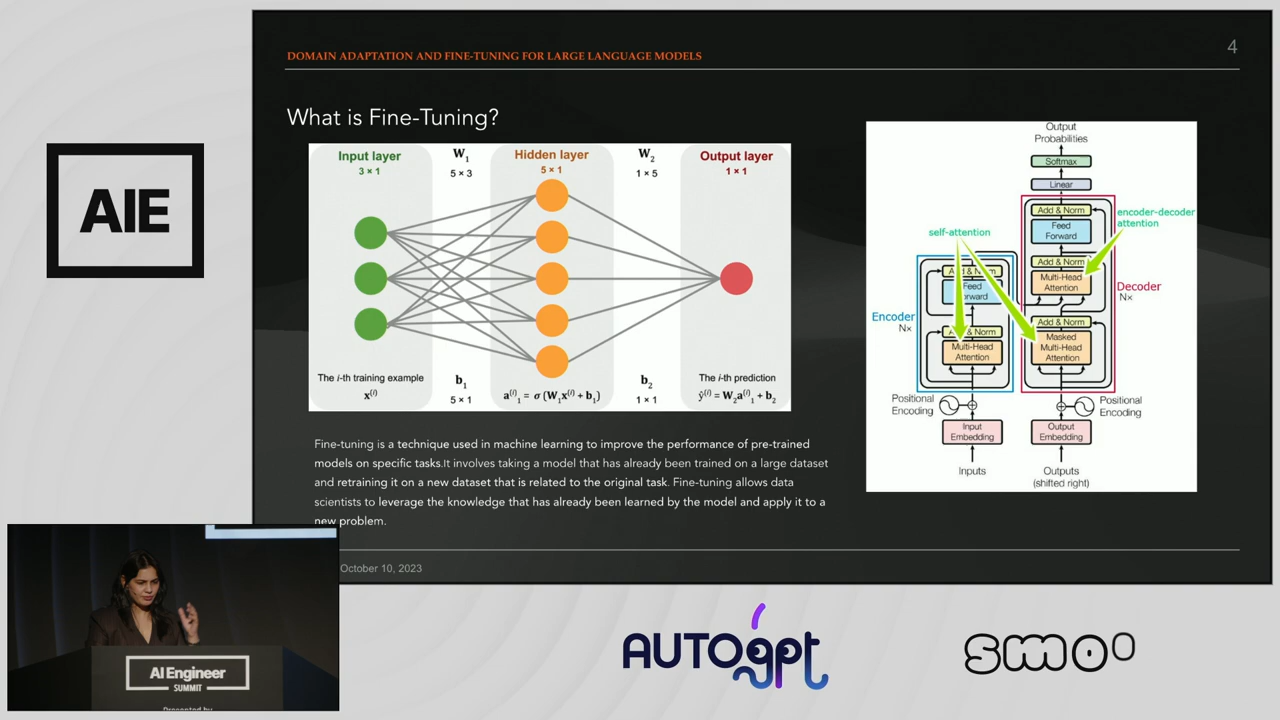 DOMAIN ADAPTATION AND FINE-TUNING FOR LARGE LANGUAGE MODELS
4
AIE
What is Fine-Tuning?
Input layer
3 × 1
W1
5 × 3
Hidden layer
5 × 1
W2
1 × 5
Output layer
1 × 1
The i-th training example
x(i)
b1
5 × 1
a(i)1 = σ (W1x(i) + b1)
b2
1 × 1
The i-th prediction
ŷ(i) = W2a(i)1 + b2
Output
Probabilities
Softmax
Linear
Add & Norm
Feed
Forward
encoder-decoder
attention
self-attention
Add & Norm
Multi-Head
Attention
Decoder
N×
Add & Norm
Feed
Forward
Encoder
N×
Add & Norm
Multi-Head
Attention
Add & Norm
Masked
Multi-Head
Attention
Positional
Encoding
Positional
Encoding
Input
Embedding
Output
Embedding
Inputs
Outputs
(shifted right)
Fine-tuning is a technique used in machine learning to improve the performance of pre-trained
models on specific tasks.It involves taking a model that has already been trained on a large dataset
and retraining it on a new dataset that is related to the original task. Fine-tuning allows data
scientists to leverage the knowledge that has already been learned by the model and apply it to a
new problem.
October 10, 2023
AI Engineer
SUMMIT
Presented by
AUTOgpt
smol